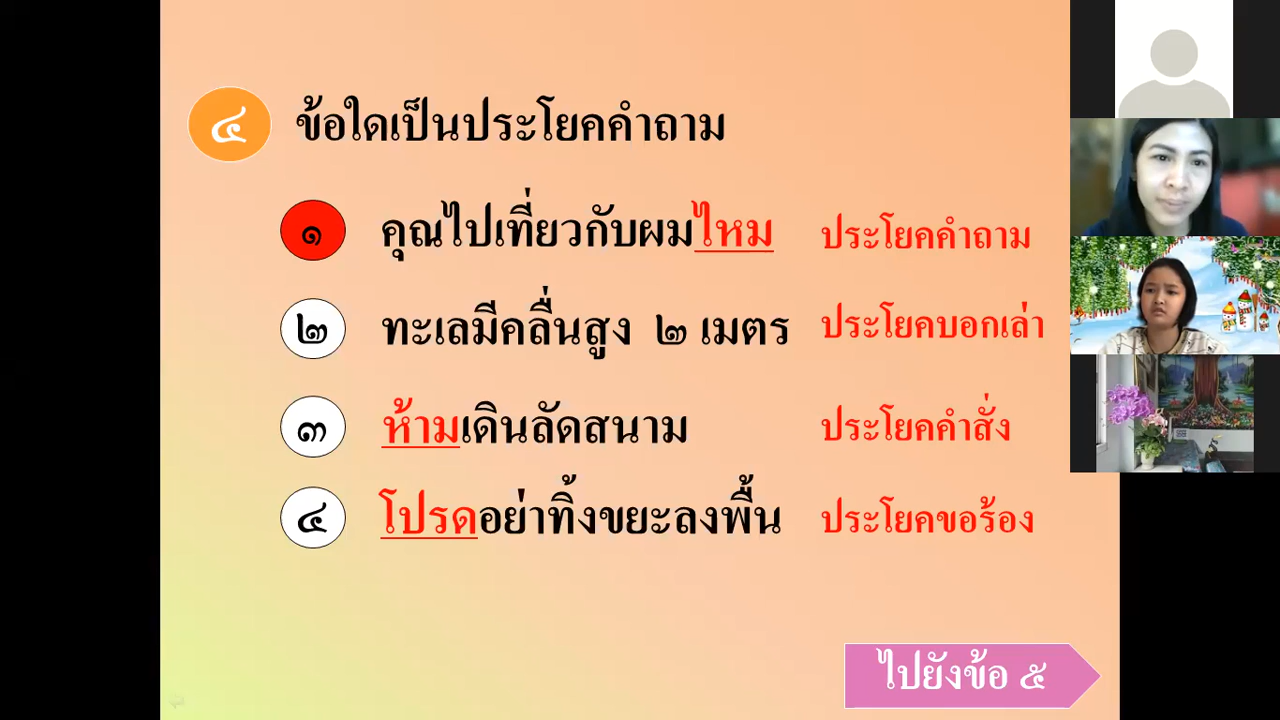 ๔ ข้อใดเป็นประโยคคำถาม
๑ คุณไปเที่ยวกับผมไหม ประโยคคำถาม
๒ ทะเลมีคลื่นสูง ๒ เมตร ประโยคบอกเล่า
๓ ห้ามเดินลัดสนาม ประโยคคำสั่ง
๔ โปรดอย่าทิ้งขยะลงพื้น ประโยคขอร้อง
ไปยังข้อ ๕